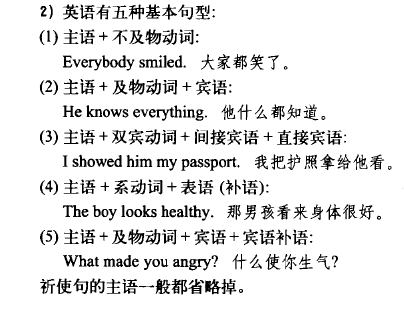 2) 英语有五种基本句型:
(1) 主语 + 不及物动词:
Everybody smiled. 大家都笑了。
(2) 主语 + 及物动词 + 宾语:
He knows everything. 他什么都知道。
(3) 主语 + 双宾动词 + 间接宾语 + 直接宾语:
I showed him my passport. 我把护照拿给他看。
(4) 主语 + 系动词 + 表语 (补语):
The boy looks healthy. 那男孩看来身体很好。
(5) 主语 + 及物动词 + 宾语 + 宾语补语:
What made you angry? 什么使你生气?
祈使句的主语一般都省略掉。